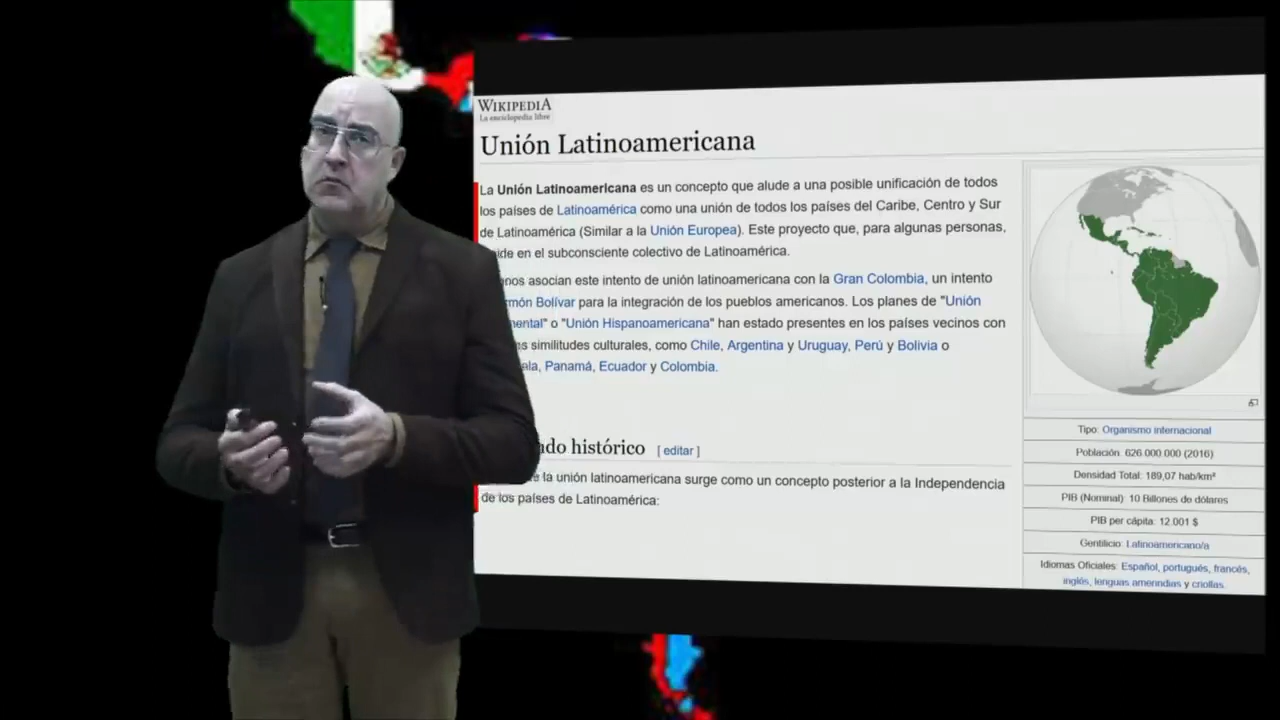 WIKIPEDIA
La enciclopedia libre
Unión Latinoamericana
La Unión Latinoamericana es un concepto que alude a una posible unificación de todos
los países de Latinoamérica como una unión de todos los países del Caribe, Centro y Sur
de Latinoamérica (Similar a la Unión Europea). Este proyecto que, para algunas personas,
en el subconsciente colectivo de Latinoamérica.
asocian este intento de unión latinoamericana con la Gran Colombia, un intento
Bolívar para la integración de los pueblos americanos. Los planes de "Unión
" o "Unión Hispanoamericana" han estado presentes en los países vecinos con
similitudes culturales, como Chile, Argentina y Uruguay, Perú y Bolivia o
Panamá, Ecuador y Colombia.
histórico [ editar ]
la unión latinoamericana surge como un concepto posterior a la Independencia
de los países de Latinoamérica:
Tipo: Organismo internacional
Población: 626.000.000 (2016)
Densidad Total: 189,07 hab/km²
PIB (Nominal): 10 Billones de dólares
PIB per cápita: 12.001 $
Gentilicio: Latinoamericano/a
Idiomas Oficiales: Español, portugués, francés,
inglés, lenguas amerindias y criollas.